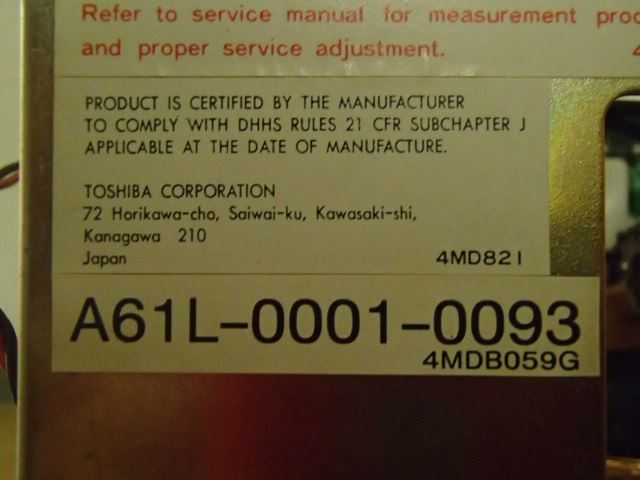 Refer to service manual for measurement
and proper service adjustment.
PRODUCT IS CERTIFIED BY THE MANUFACTURER
TO COMPLY WITH DHHS RULES 21 CFR SUBCHAPTER J
APPLICABLE AT THE DATE OF MANUFACTURE.
TOSHIBA CORPORATION
72 Horikawa-cho, Saiwai-ku, Kawasaki-shi,
Kanagawa 210
Japan 4MD821
A61L-0001-0093
4MDB059G